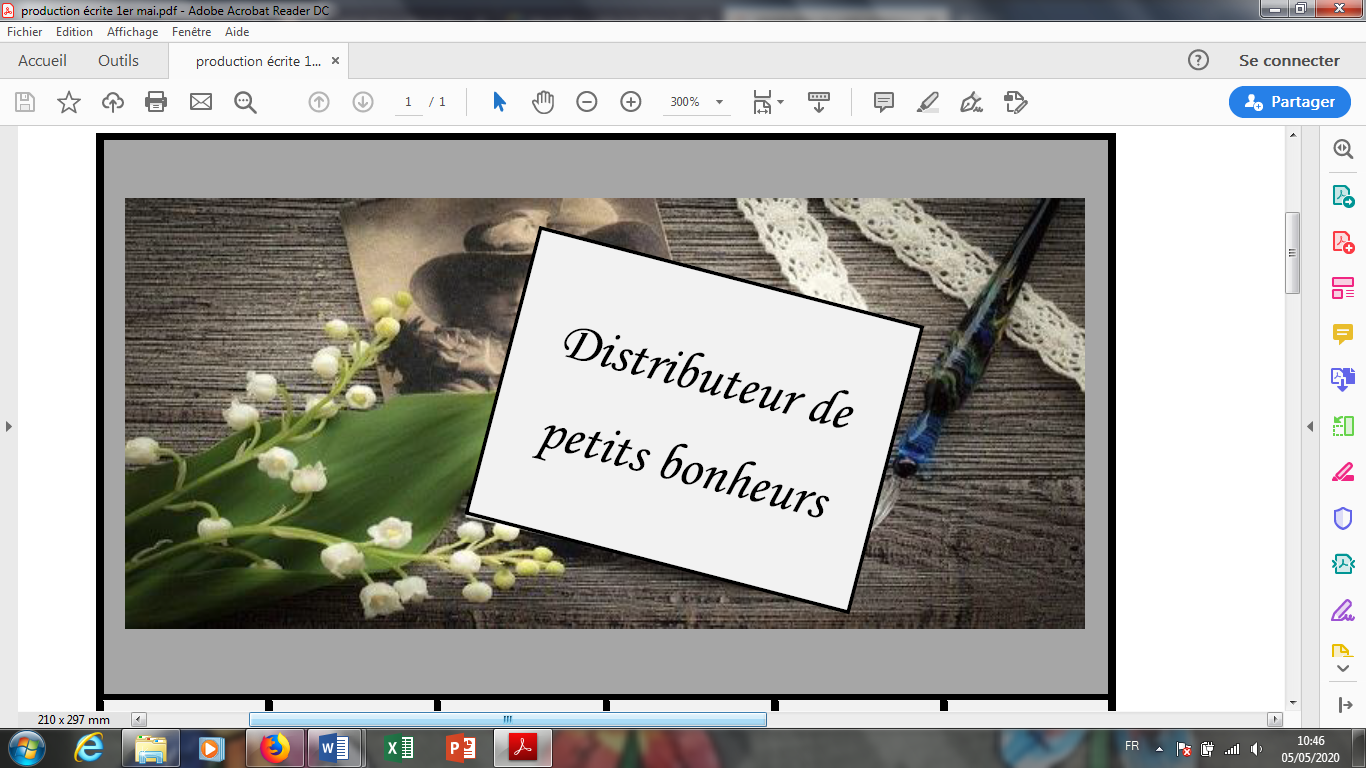 production écrite 1er mai.pdf - Adobe Acrobat Reader DC
Fichier Edition Affichage Fenêtre Aide
Accueil Outils production écrite 1... × Se connecter
1 / 1 300% Partager
Distributeur de
petits bonheurs
210 x 297 mm
FR 10:46
05/05/2020